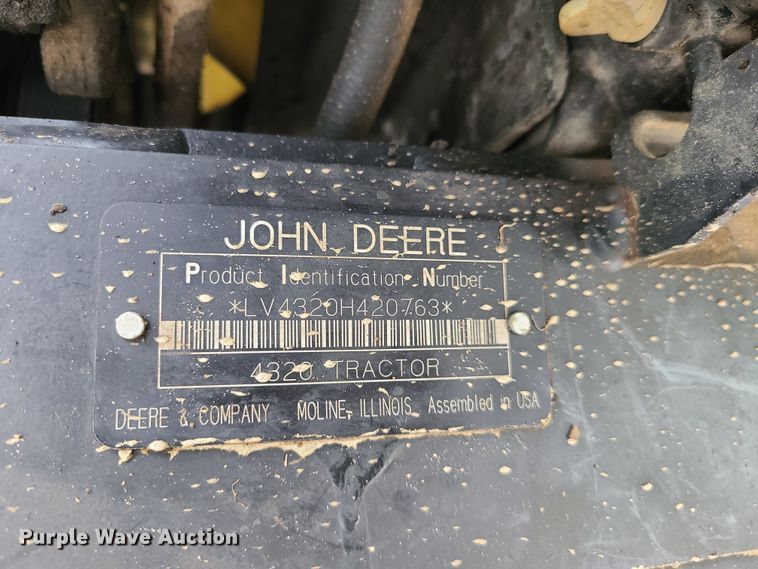 JOHN DEERE
Product Identification Number
*LV4320H420763*
4320 TRACTOR
DEERE & COMPANY MOLINE, ILLINOIS Assembled in USA
Purple Wave Auction